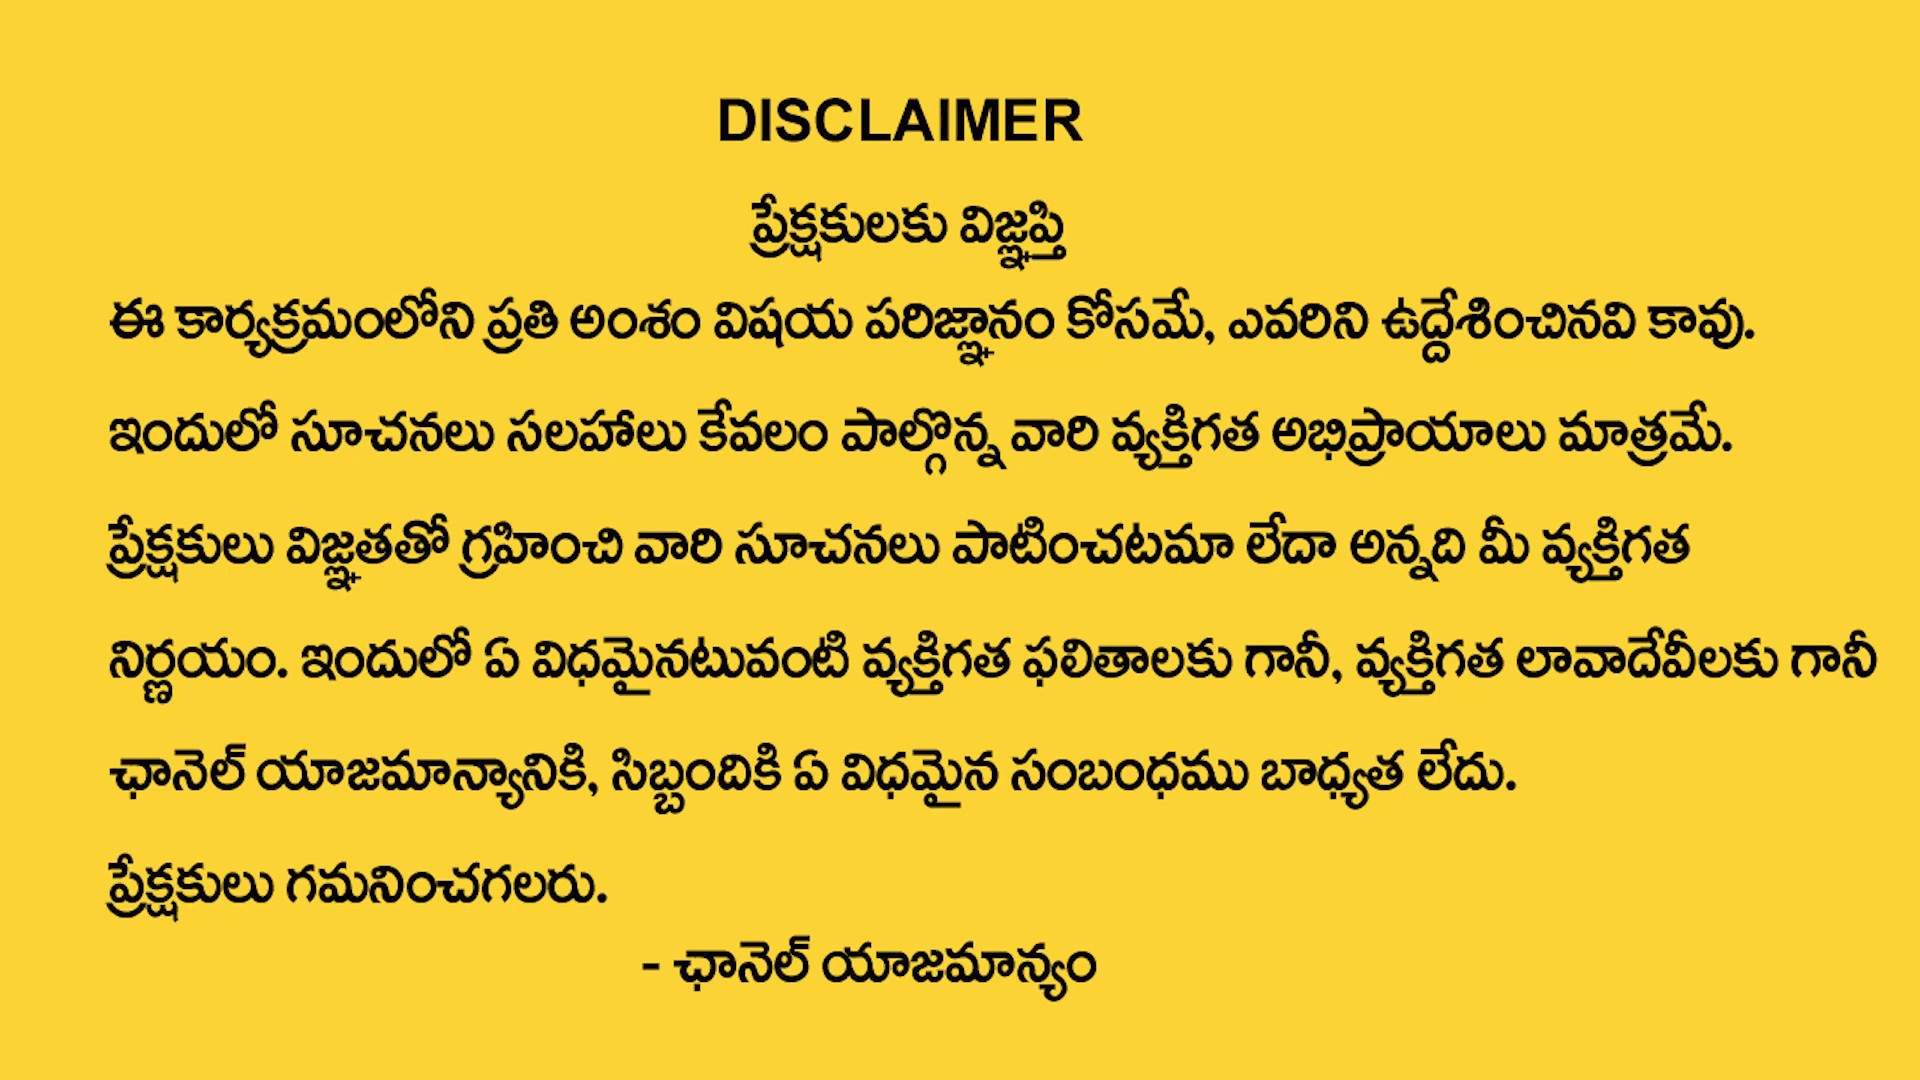 DISCLAIMER
ప్రేక్షకులకు విజ్ఞప్తి
ఈ కార్యక్రమంలోని ప్రతి అంశం విషయ పరిజ్ఞానం కోసమే, ఎవరిని ఉద్దేశించినవి కావు.
ఇందులో సూచనలు సలహాలు కేవలం పాల్గొన్న వారి వ్యక్తిగత అభిప్రాయాలు మాత్రమే.
ప్రేక్షకులు విజ్ఞతతో గ్రహించి వారి సూచనలు పాటించటమా లేదా అన్నది మీ వ్యక్తిగత
నిర్ణయం. ఇందులో ఏ విధమైనటువంటి వ్యక్తిగత ఫలితాలకు గానీ, వ్యక్తిగత లావాదేవీలకు గానీ
ఛానెల్ యాజమాన్యానికి, సిబ్బందికి ఏ విధమైన సంబంధము బాధ్యత లేదు.
ప్రేక్షకులు గమనించగలరు.
- ఛానెల్ యాజమాన్యం